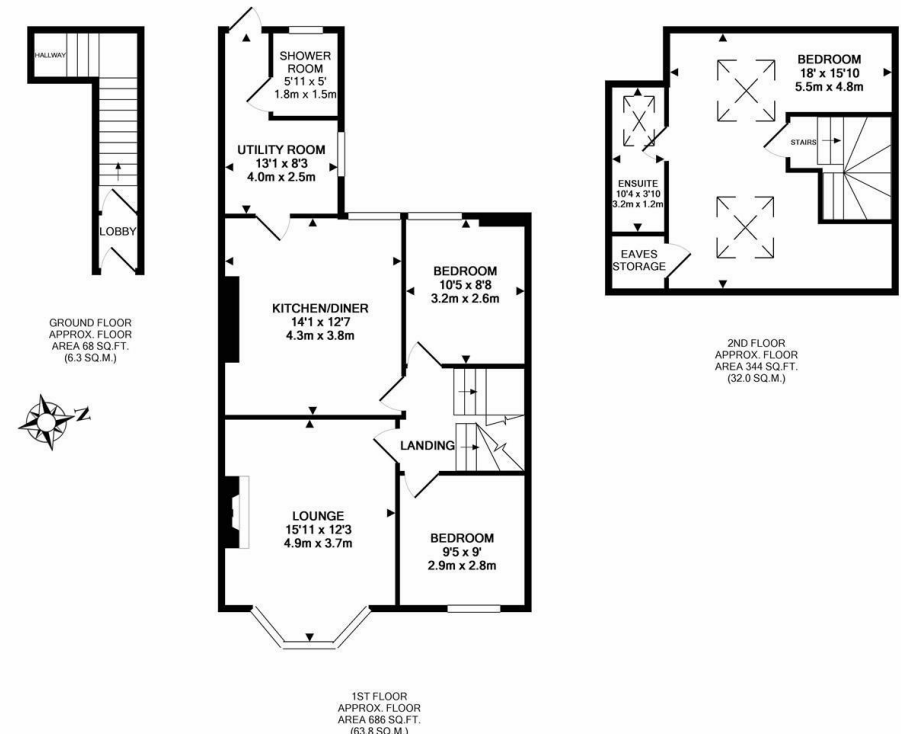 HALLWAY
LOBBY
GROUND FLOOR
APPROX. FLOOR
AREA 68 SQ.FT.
(6.3 SQ.M.)
N
SHOWER
ROOM
5'11 x 5'
1.8m x 1.5m
UTILITY ROOM
13'1 x 8'3
4.0m x 2.5m
KITCHEN/DINER
14'1 x 12'7
4.3m x 3.8m
BEDROOM
10'5 x 8'8
3.2m x 2.6m
LANDING
LOUNGE
15'11 x 12'3
4.9m x 3.7m
BEDROOM
9'5 x 9'
2.9m x 2.8m
1ST FLOOR
APPROX. FLOOR
AREA 686 SQ.FT.
(63.8 SQ.M.)
BEDROOM
18' x 15'10
5.5m x 4.8m
STAIRS
ENSUITE
10'4 x 3'10
3.2m x 1.2m
EAVES
STORAGE
2ND FLOOR
APPROX. FLOOR
AREA 344 SQ.FT.
(32.0 SQ.M.)